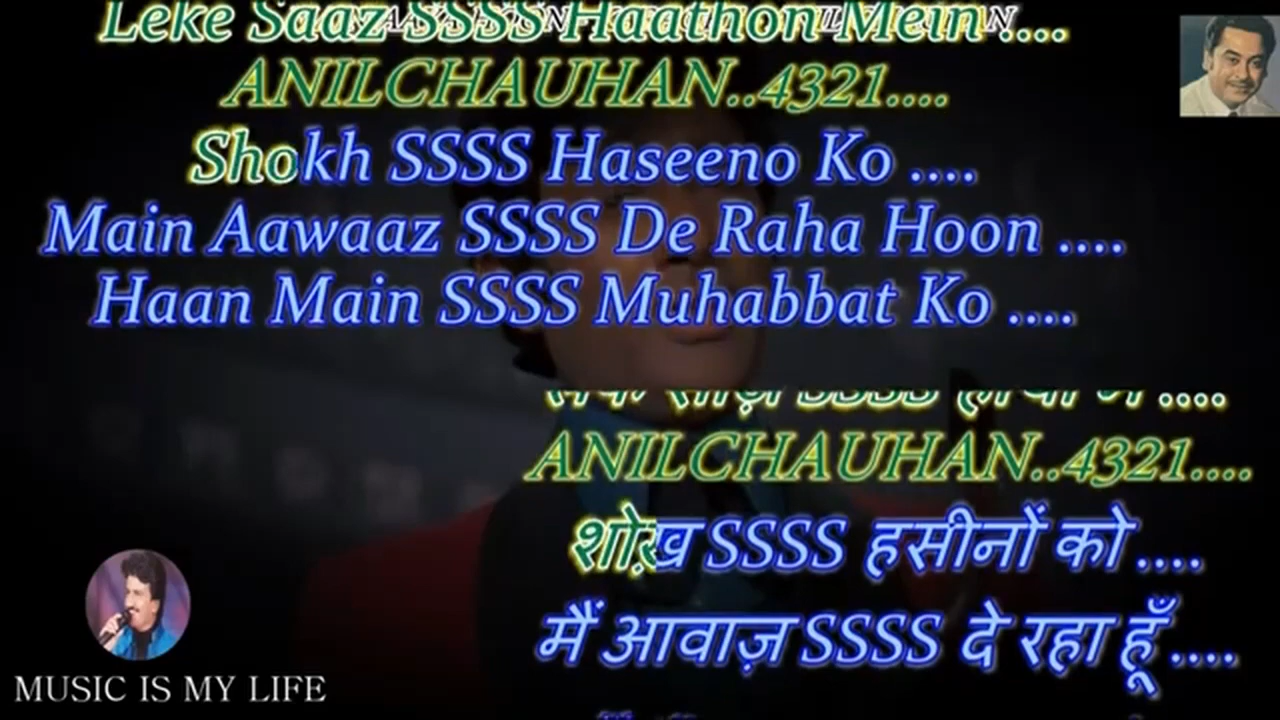 Leke Saaz SSSS Haathon Mein ....
ANILCHAUHAN..4321....
Shokh SSSS Haseeno Ko ....
Main Aawaaz SSSS De Raha Hoon ....
Haan Main SSSS Muhabbat Ko ....
SSSS ....
ANILCHAUHAN..4321....
शोख़ SSSS हसीनों को ....
मैं आवाज़ SSSS दे रहा हूँ ....
MUSIC IS MY LIFE